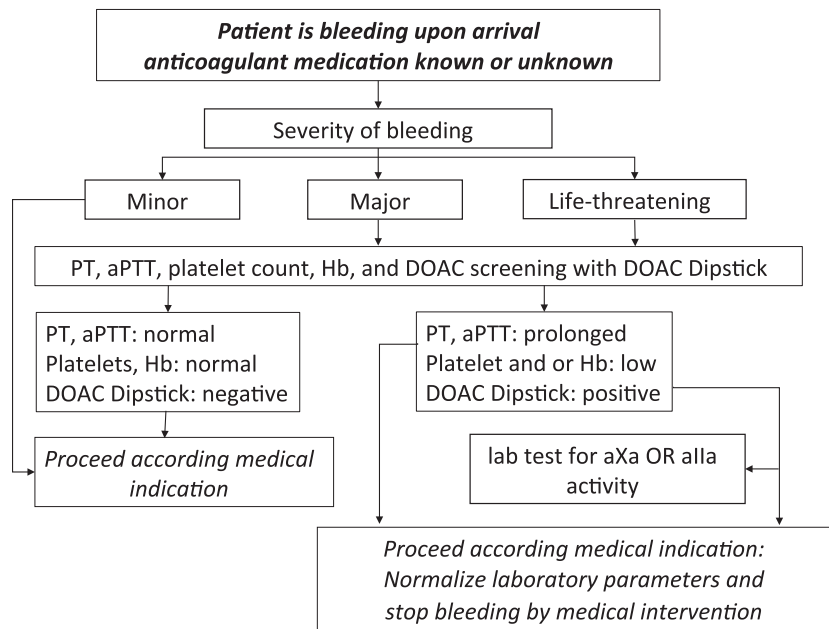 Patient is bleeding upon arrival
anticoagulant medication known or unknown
Severity of bleeding
Minor
Major
Life-threatening
PT, aPTT, platelet count, Hb, and DOAC screening with DOAC Dipstick
PT, aPTT: normal
Platelets, Hb: normal
DOAC Dipstick: negative
PT, aPTT: prolonged
Platelet and or Hb: low
DOAC Dipstick: positive
Proceed according medical
indication
lab test for aXa OR aIIa
activity
Proceed according medical indication:
Normalize laboratory parameters and
stop bleeding by medical intervention